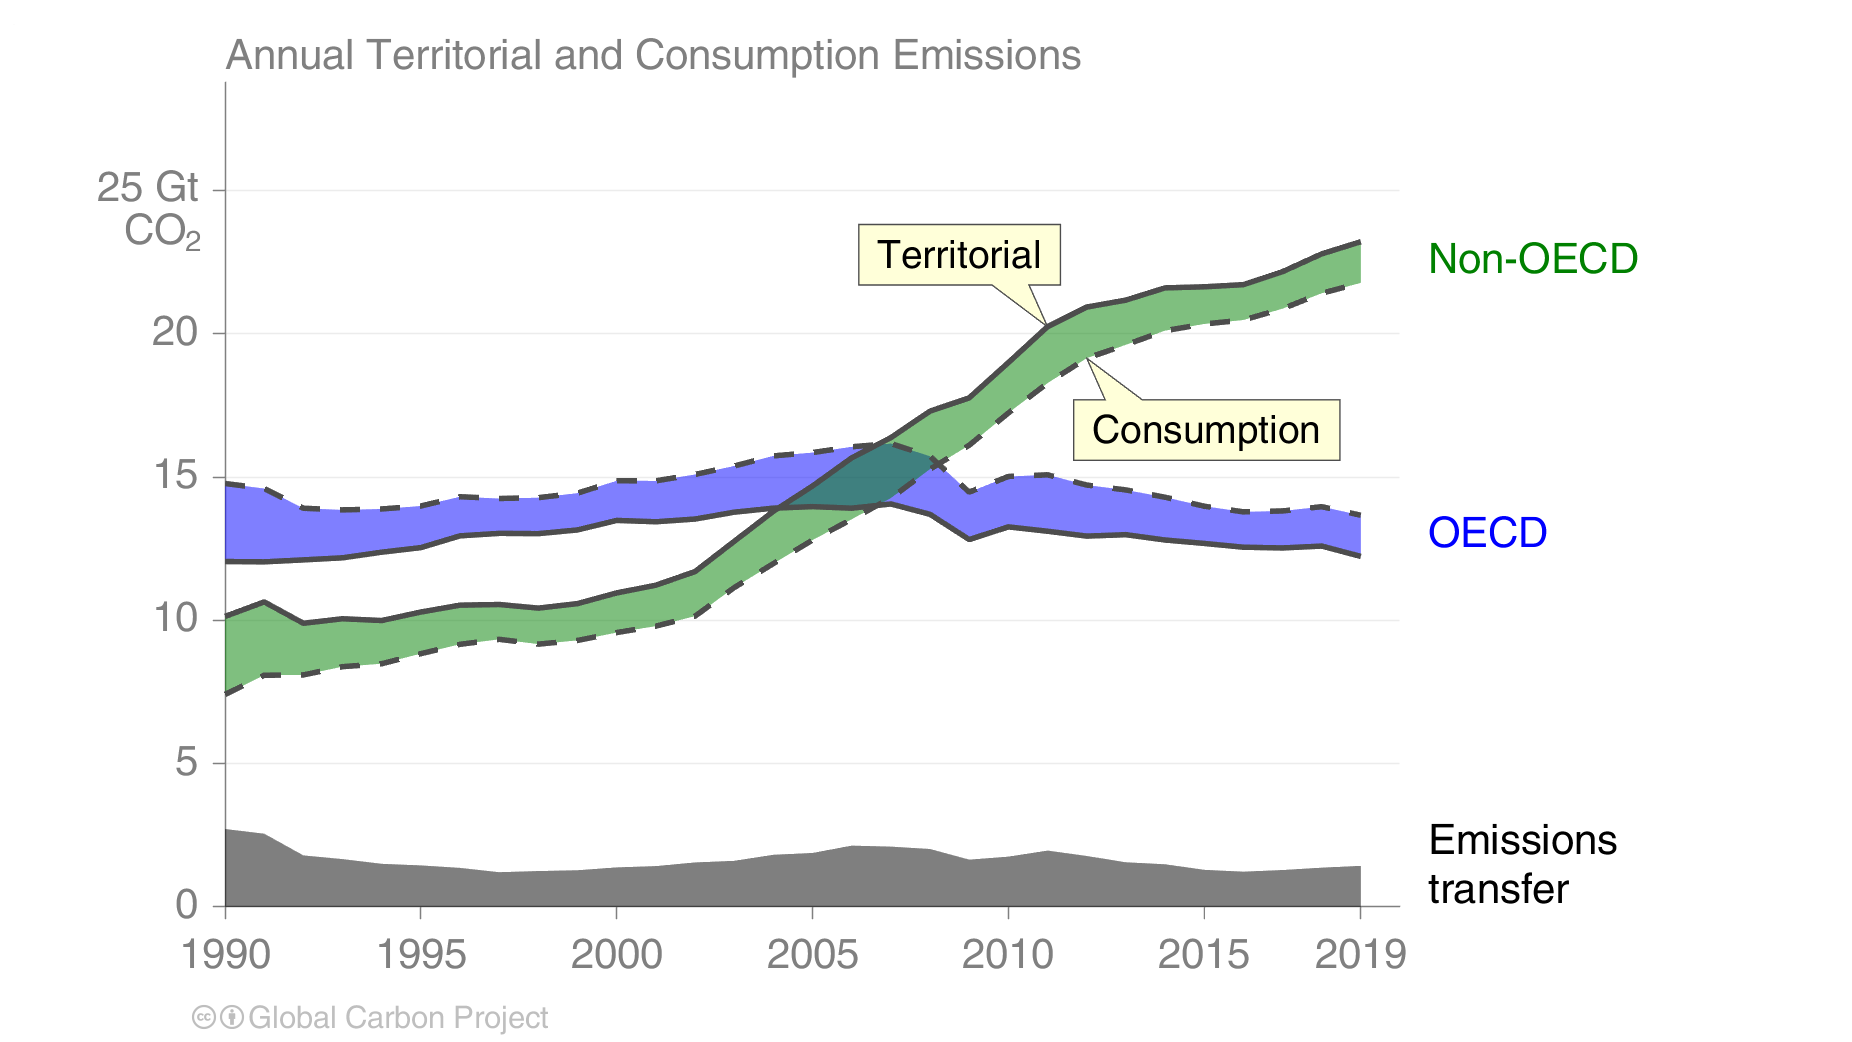 Annual Territorial and Consumption Emissions
25 Gt
CO₂
20
15
10
5
0
Territorial
Consumption
Non-OECD
OECD
Emissions
transfer
1990 1995 2000 2005 2010 2015 2019
cc Global Carbon Project